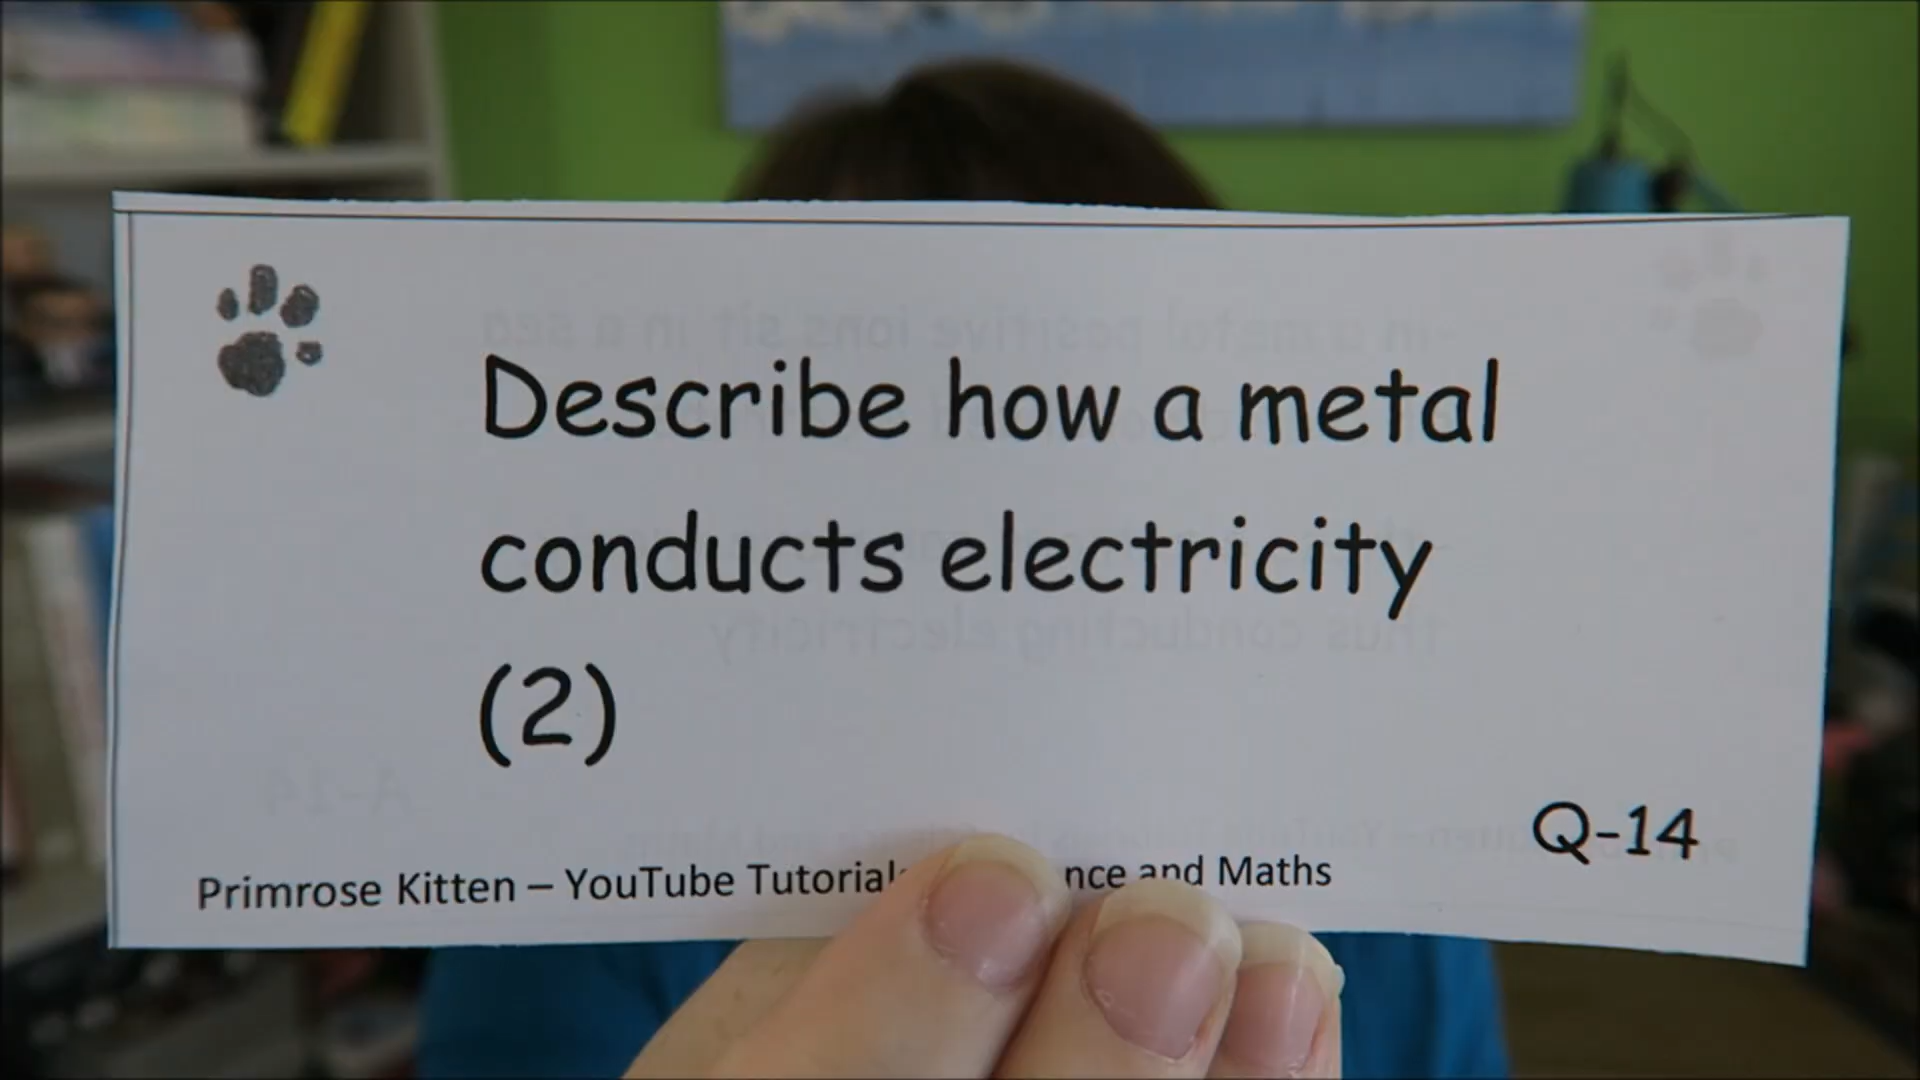 Describe how a metal
conducts electricity
(2)
Q-14
Primrose Kitten – YouTube Tutorial nce and Maths